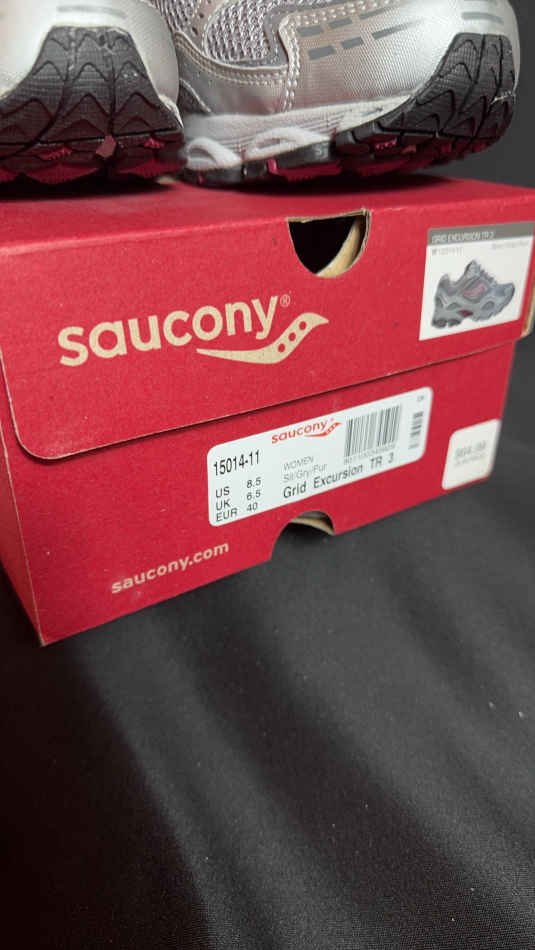 GRID EXCURSION TR 3
saucony®
saucony
15014-11
WOMEN
Sil/Gry/Pur
US 8.5
UK 6.5
EUR 40
Grid Excursion TR 3
saucony.com